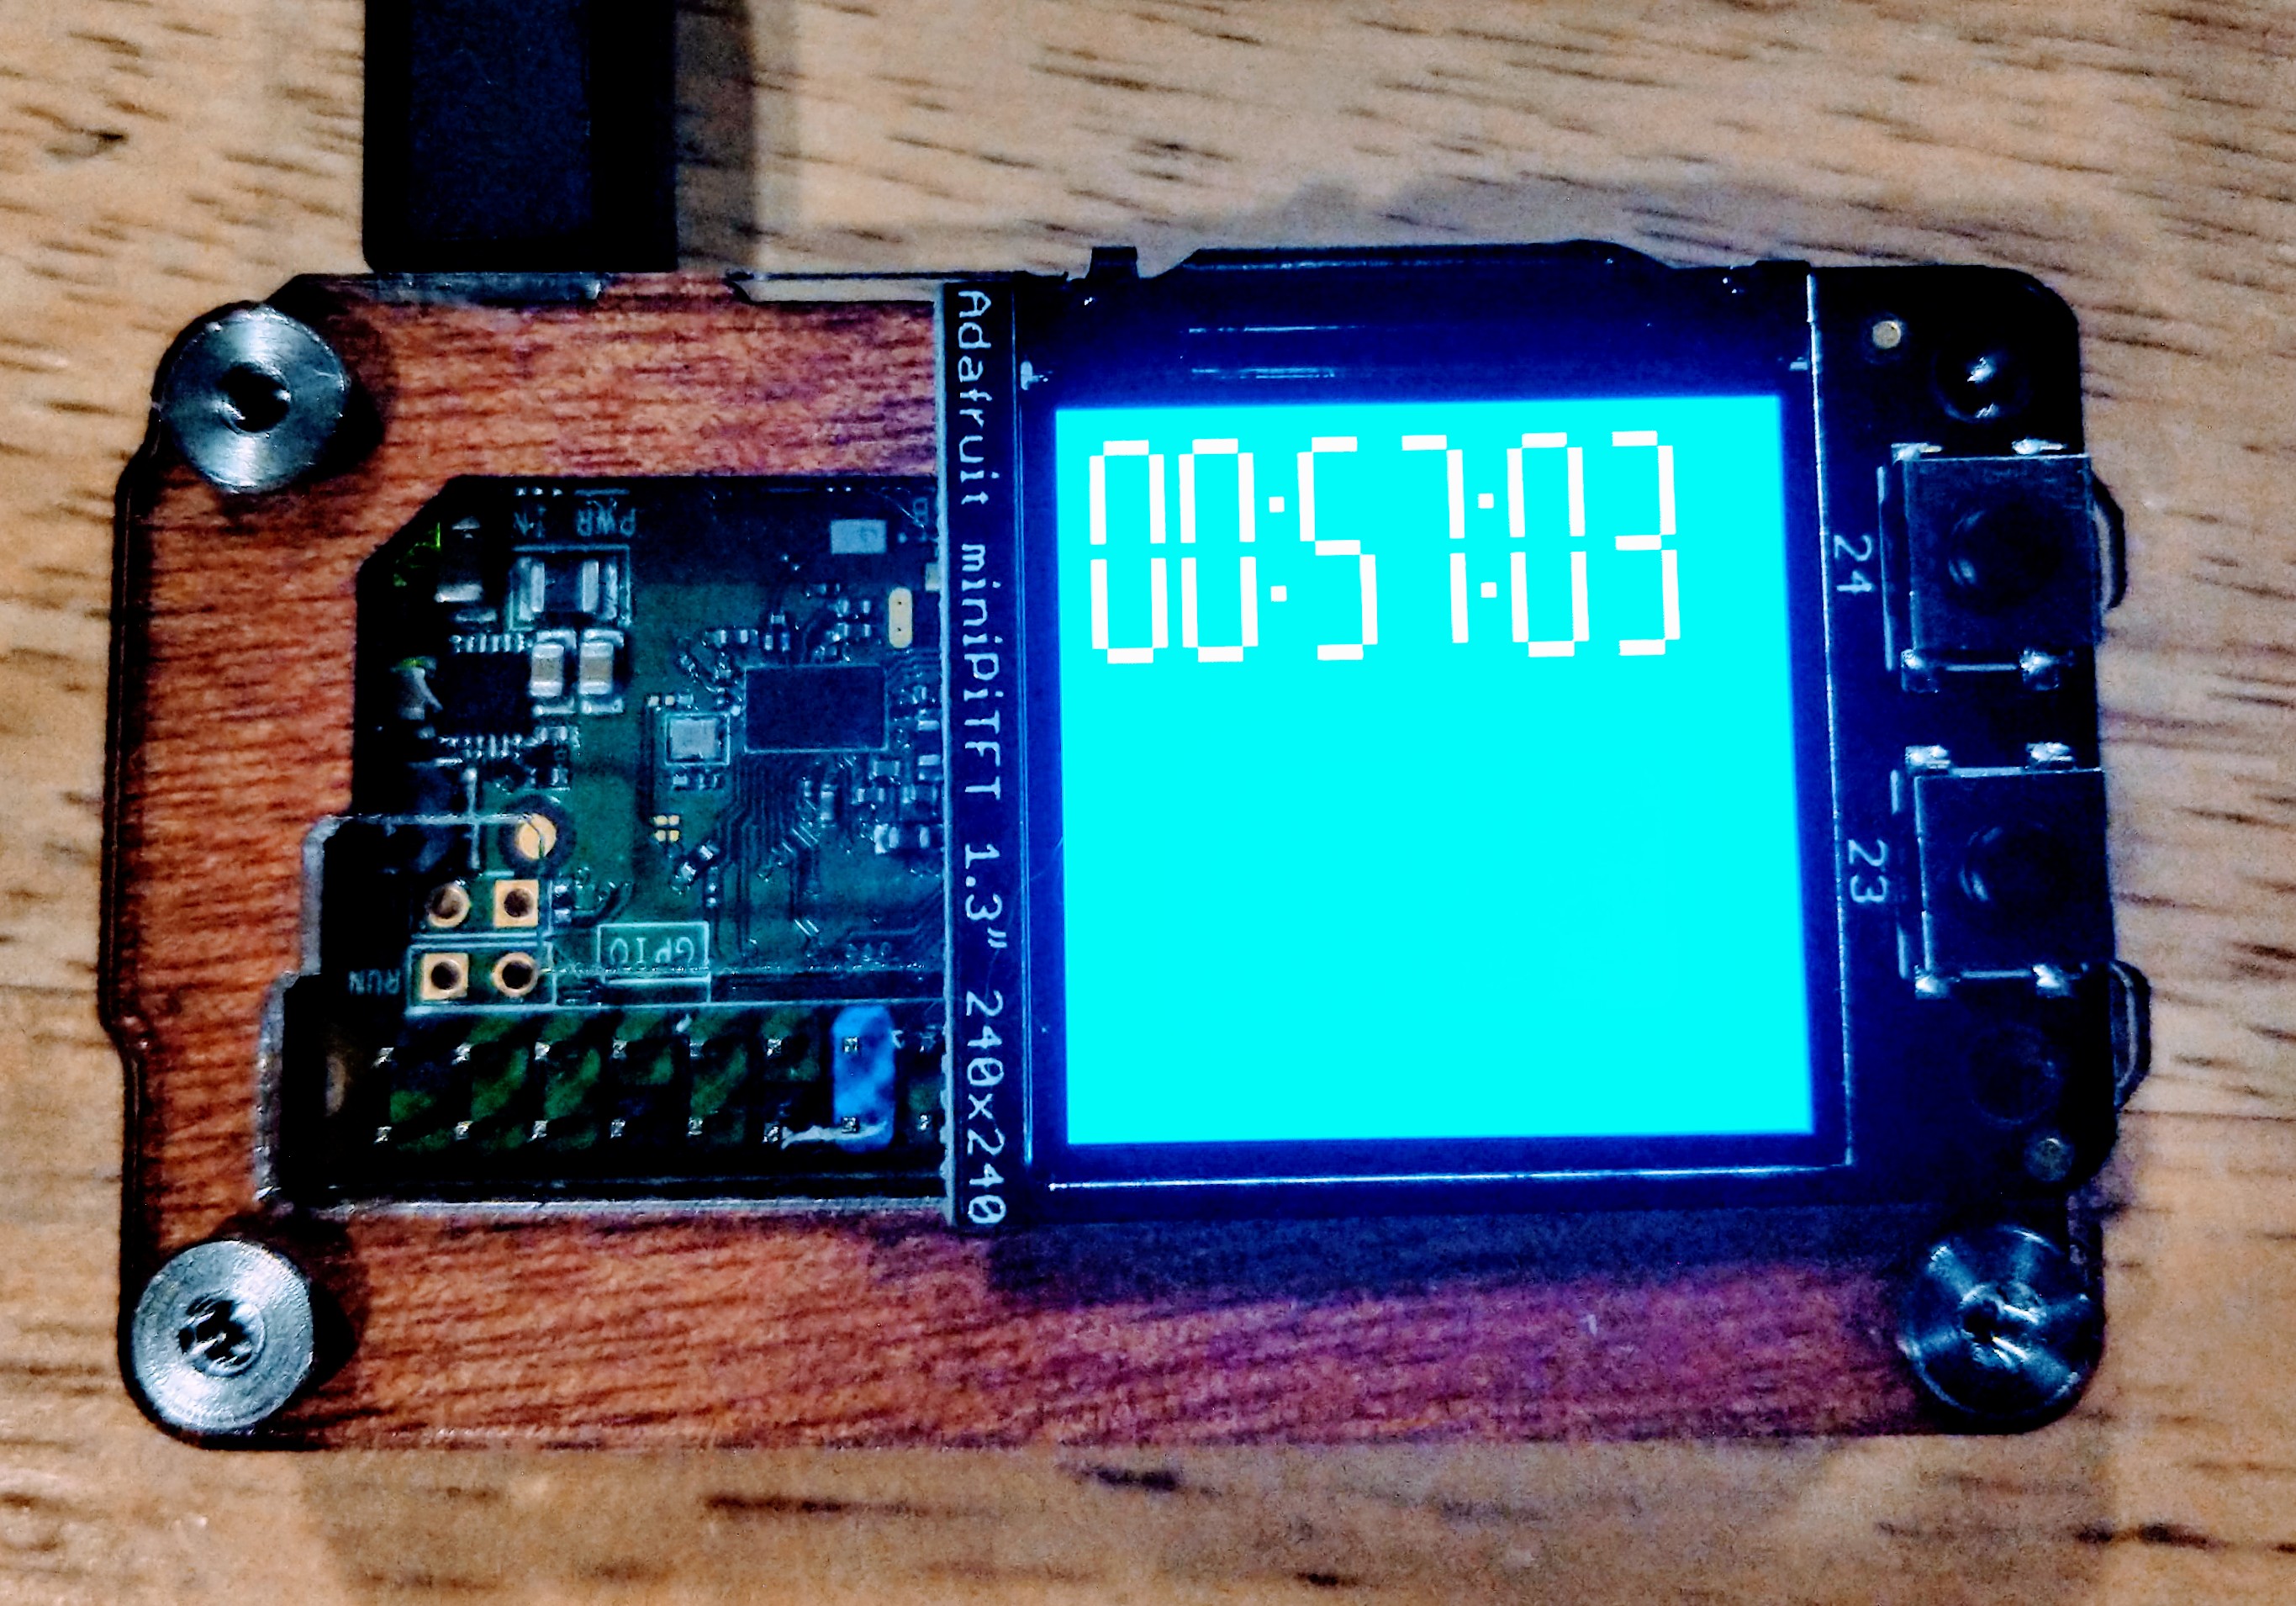 00:57:03
Adafruit miniPiTFT 1.3" 240x240
24
23
PWR IN
GPIO
RUN